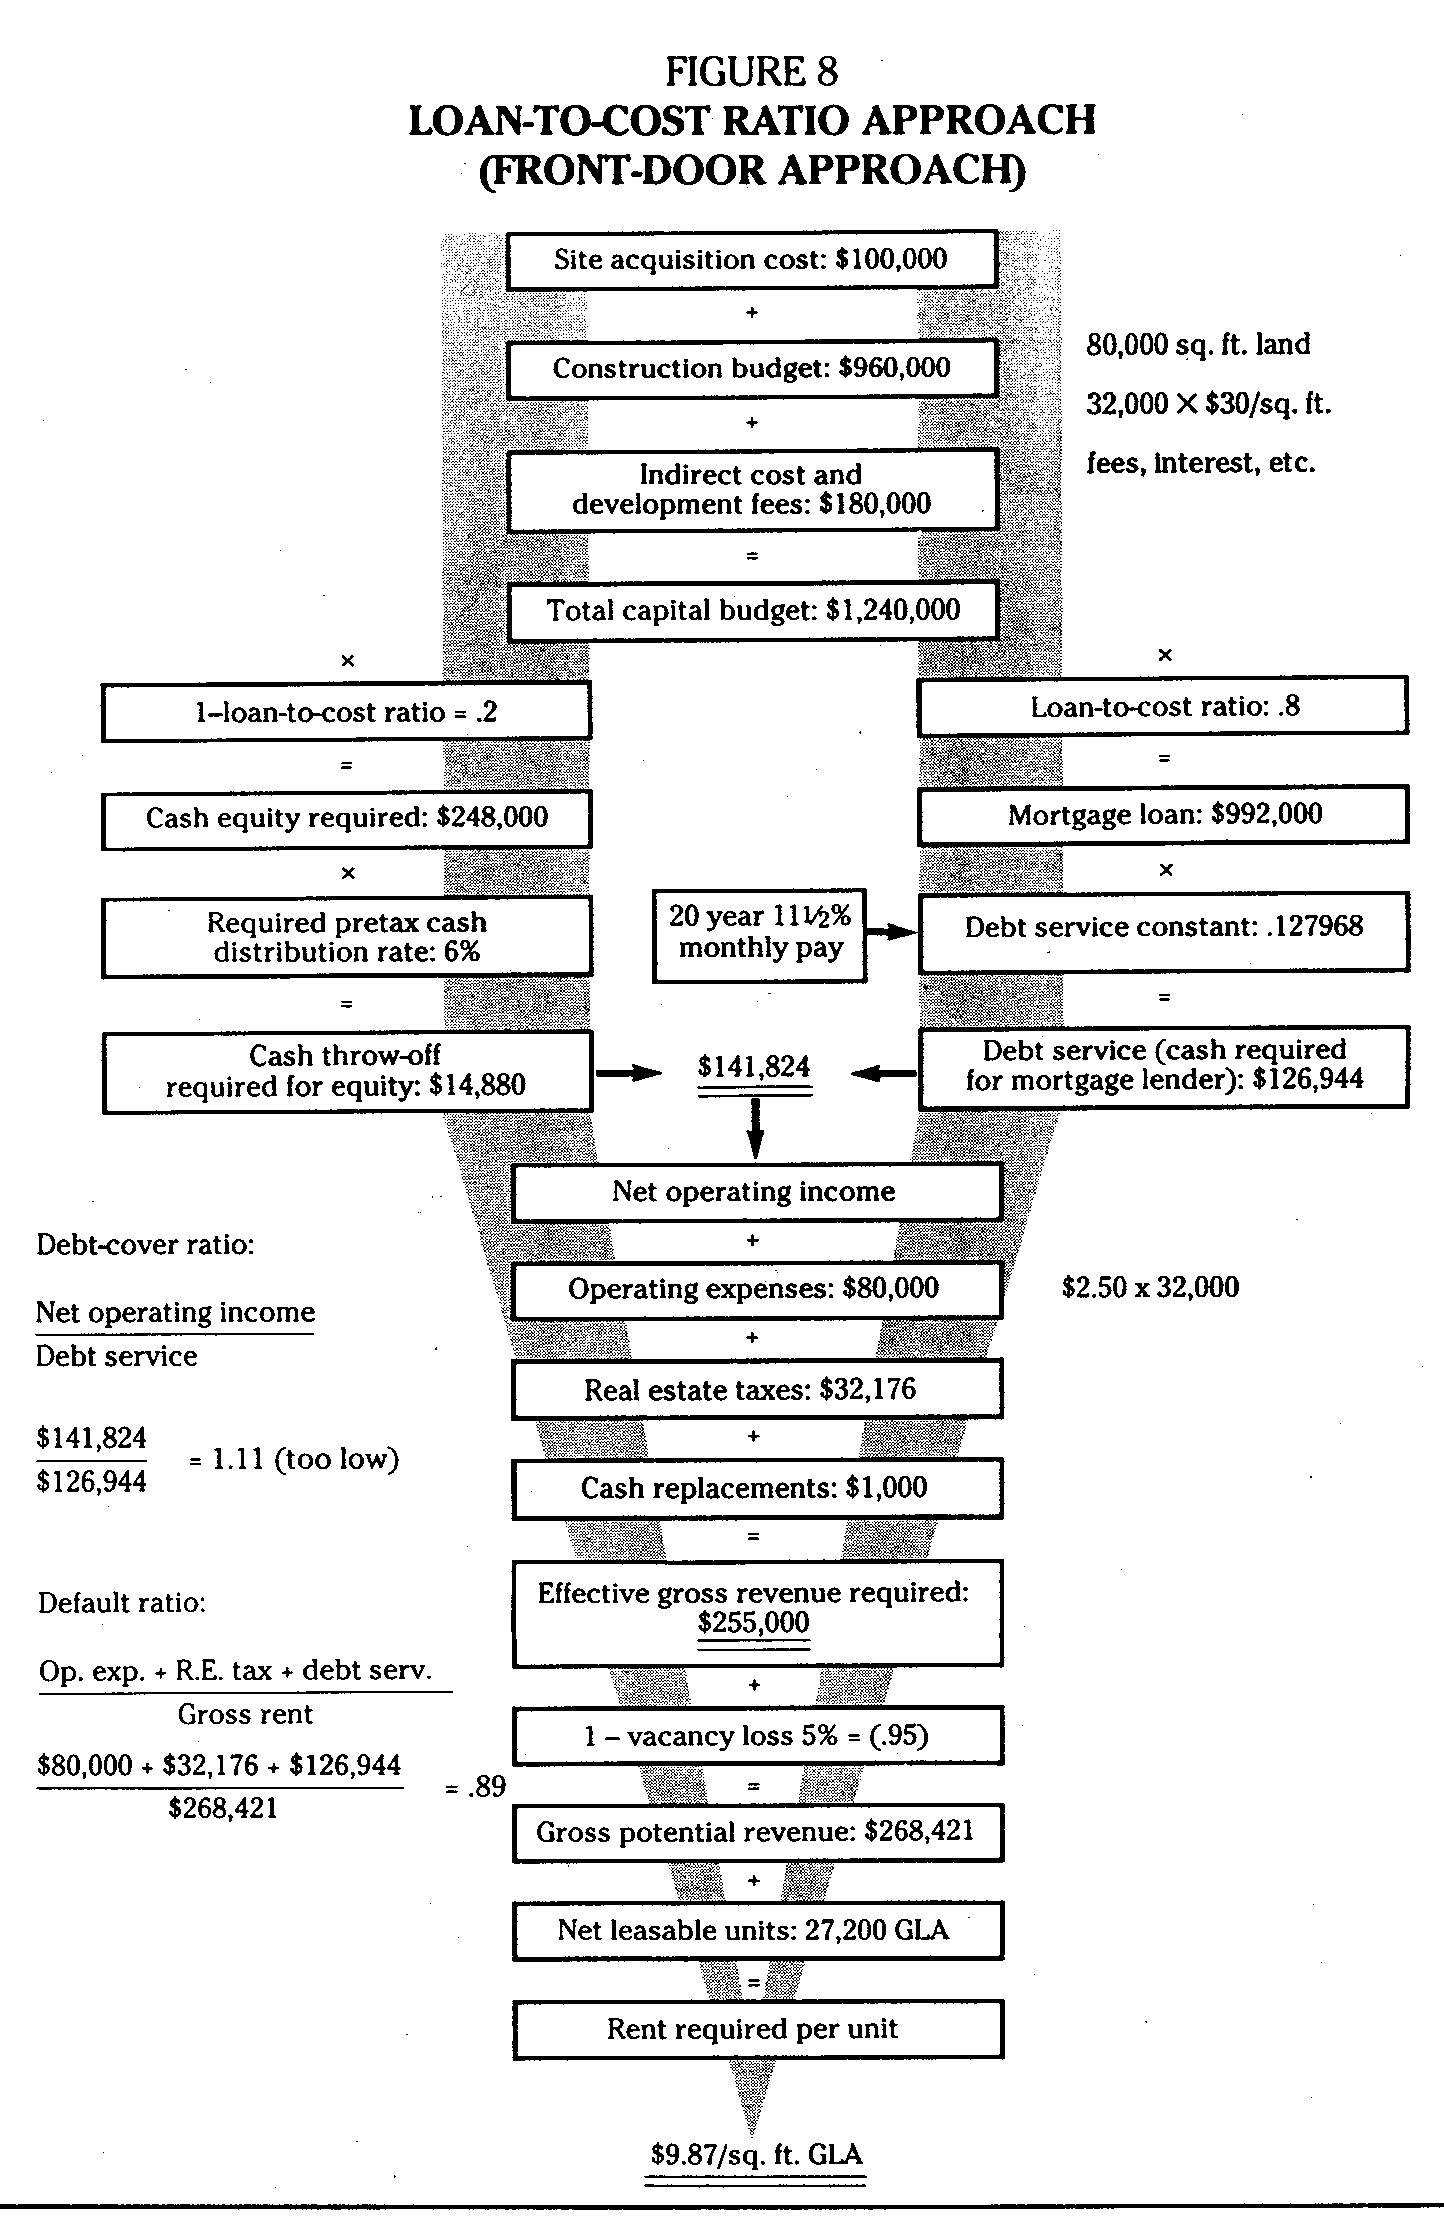 FIGURE 8
LOAN-TO-COST RATIO APPROACH
(FRONT-DOOR APPROACH)
Site acquisition cost: $100,000
+
Construction budget: $960,000
+
Indirect cost and
development fees: $180,000
=
Total capital budget: $1,240,000
80,000 sq. ft. land
32,000 × $30/sq. ft.
fees, interest, etc.
×
1–loan-to-cost ratio = .2
=
Cash equity required: $248,000
×
Required pretax cash
distribution rate: 6%
=
Cash throw-off
required for equity: $14,880
×
Loan-to-cost ratio: .8
=
Mortgage loan: $992,000
×
20 year 11½%
monthly pay
Debt service constant: .127968
=
Debt service (cash required
for mortgage lender): $126,944
$141,824
Net operating income
+
Operating expenses: $80,000
$2.50 x 32,000
+
Real estate taxes: $32,176
+
Cash replacements: $1,000
=
Effective gross revenue required:
$255,000
+
1 – vacancy loss 5% = (.95)
=
Gross potential revenue: $268,421
+
Net leasable units: 27,200 GLA
=
Rent required per unit
$9.87/sq. ft. GLA
Debt-cover ratio:
Net operating income
Debt service
$141,824
$126,944
= 1.11 (too low)
Default ratio:
Op. exp. + R.E. tax + debt serv.
Gross rent
$80,000 + $32,176 + $126,944
$268,421
= .89